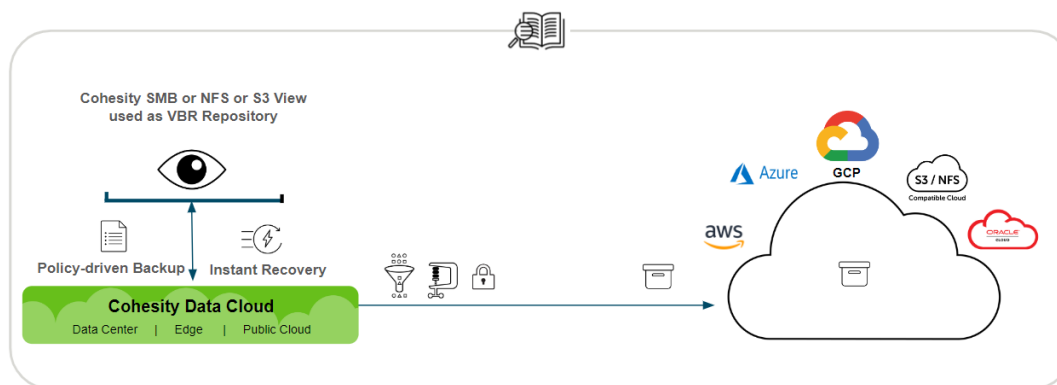 Cohesity SMB or NFS or S3 View
used as VBR Repository
Policy-driven Backup
Instant Recovery
Cohesity Data Cloud
Data Center | Edge | Public Cloud
aws
Azure
GCP
S3 / NFS
Compatible Cloud
ORACLE
CLOUD